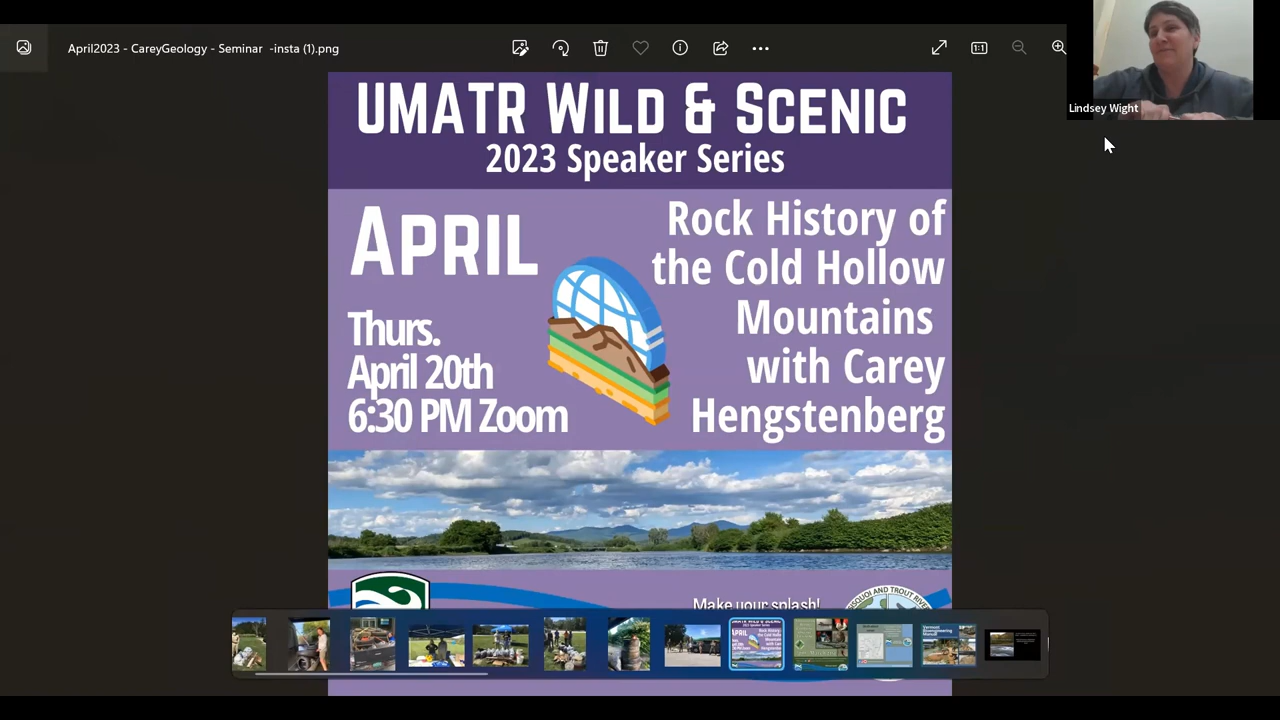 April2023 - CareyGeology - Seminar -insta (1).png
Lindsey Wight
UMATR WILD & SCENIC
2023 Speaker Series
APRIL
Thurs.
April 20th
6:30 PM Zoom
Rock History of
the Cold Hollow
Mountains
with Carey
Hengstenberg
Make your splash!